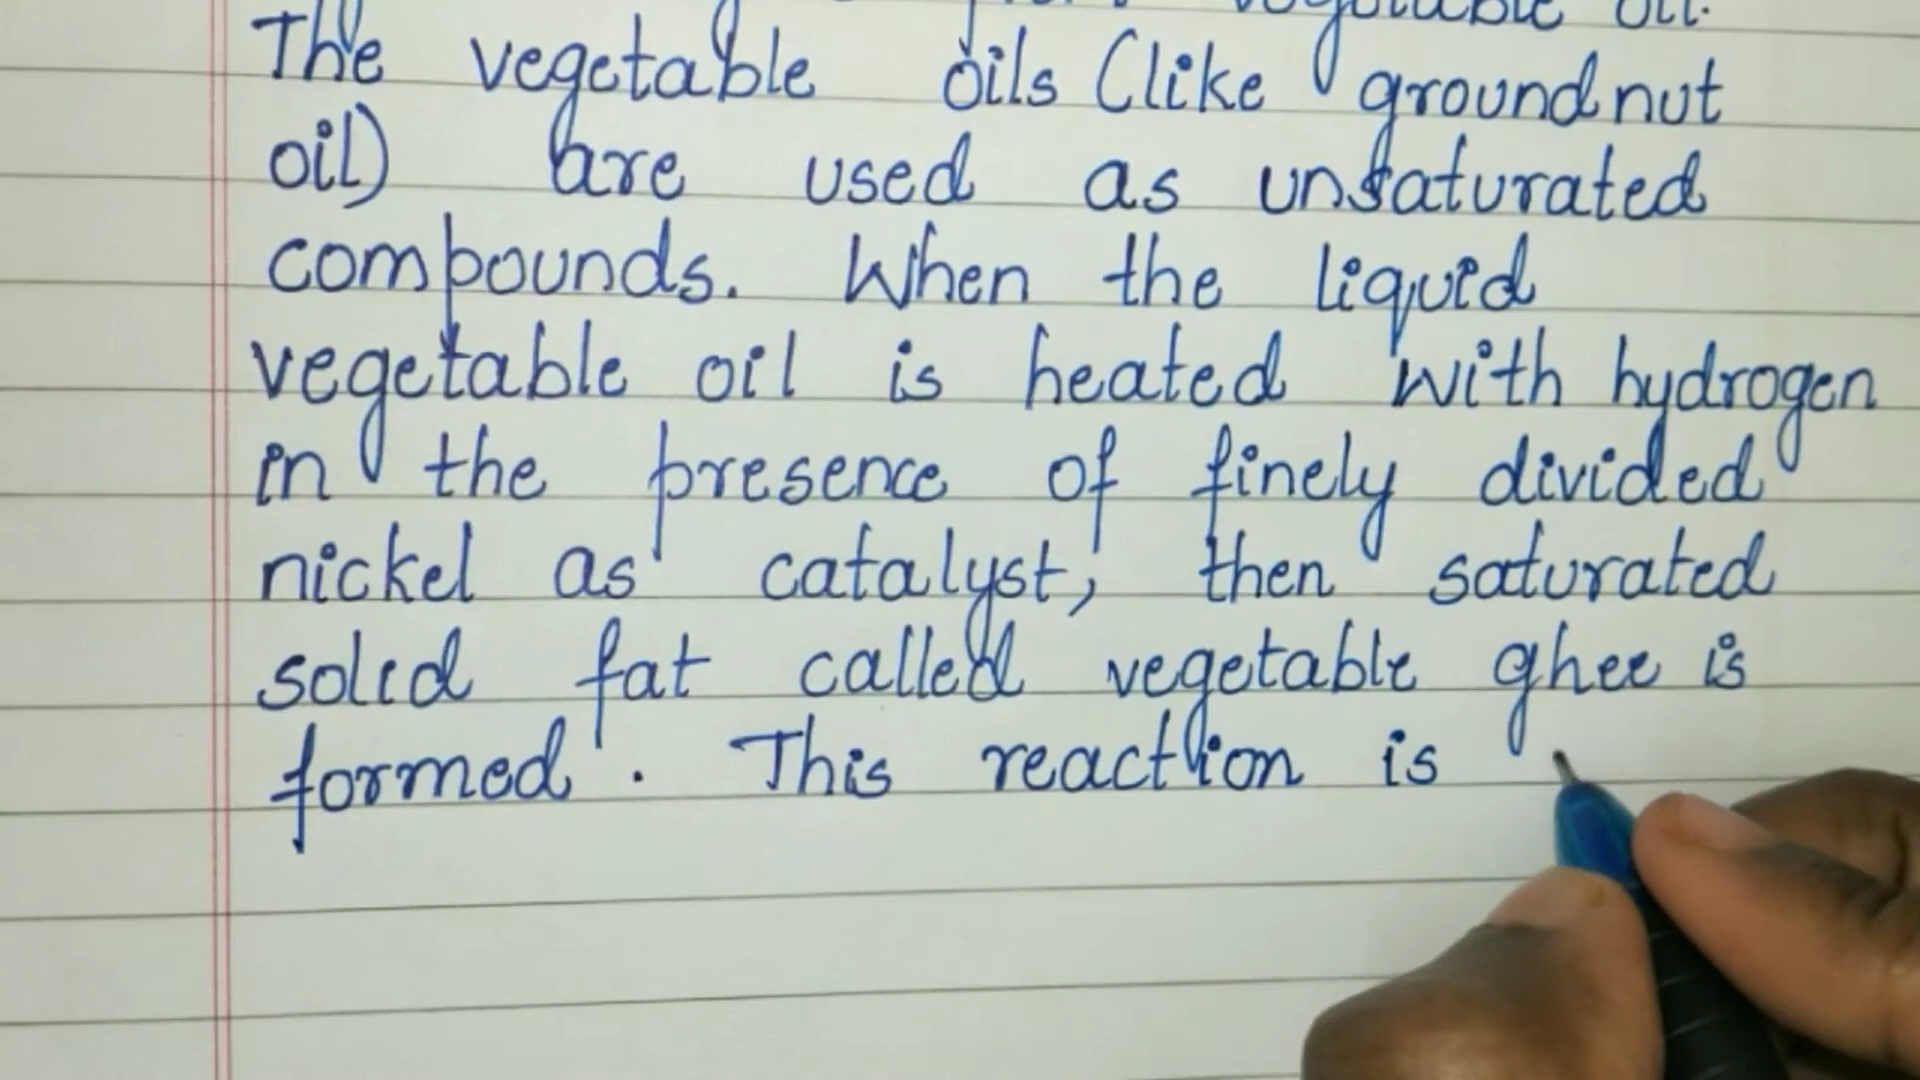 vegetable oil.
The vegetable oils (like groundnut
oil) are used as unsaturated
compounds. When the liquid
vegetable oil is heated with hydrogen
in the presence of finely divided
nickel as catalyst, then saturated
solid fat called vegetable ghee is
formed. This reaction is